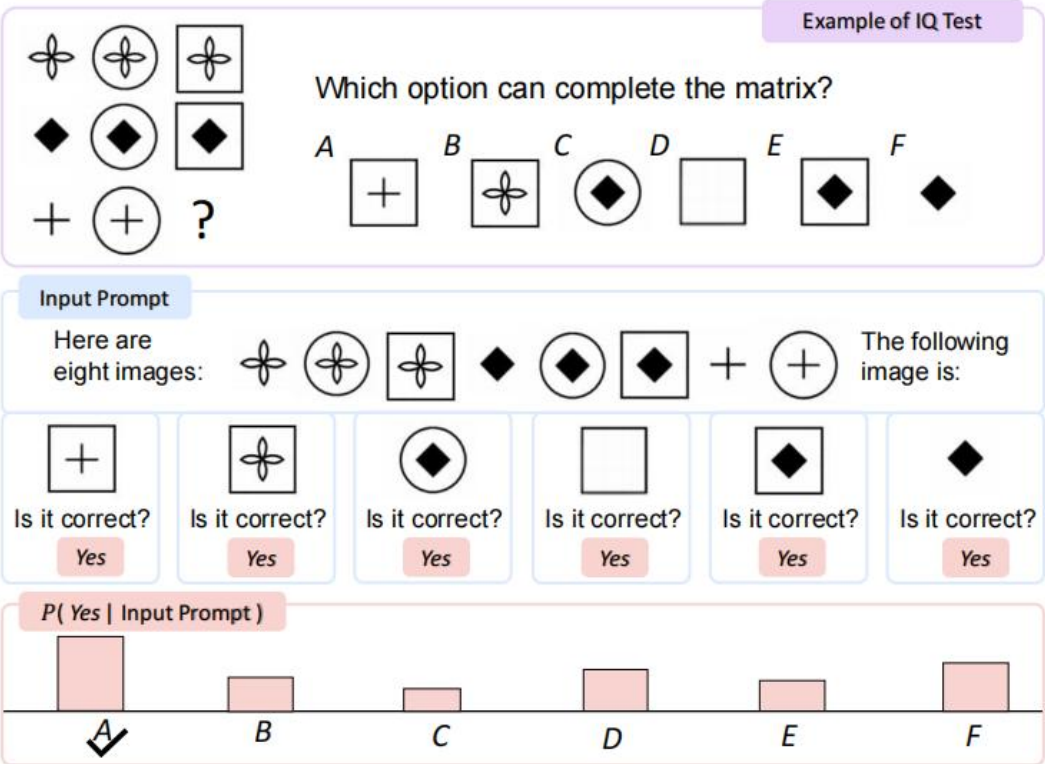 Example of IQ Test
Which option can complete the matrix?
A B C D E F
?
Input Prompt
Here are
eight images:
The following
image is:
Is it correct? Is it correct? Is it correct? Is it correct? Is it correct? Is it correct?
Yes Yes Yes Yes Yes Yes
P( Yes | Input Prompt )
A B C D E F